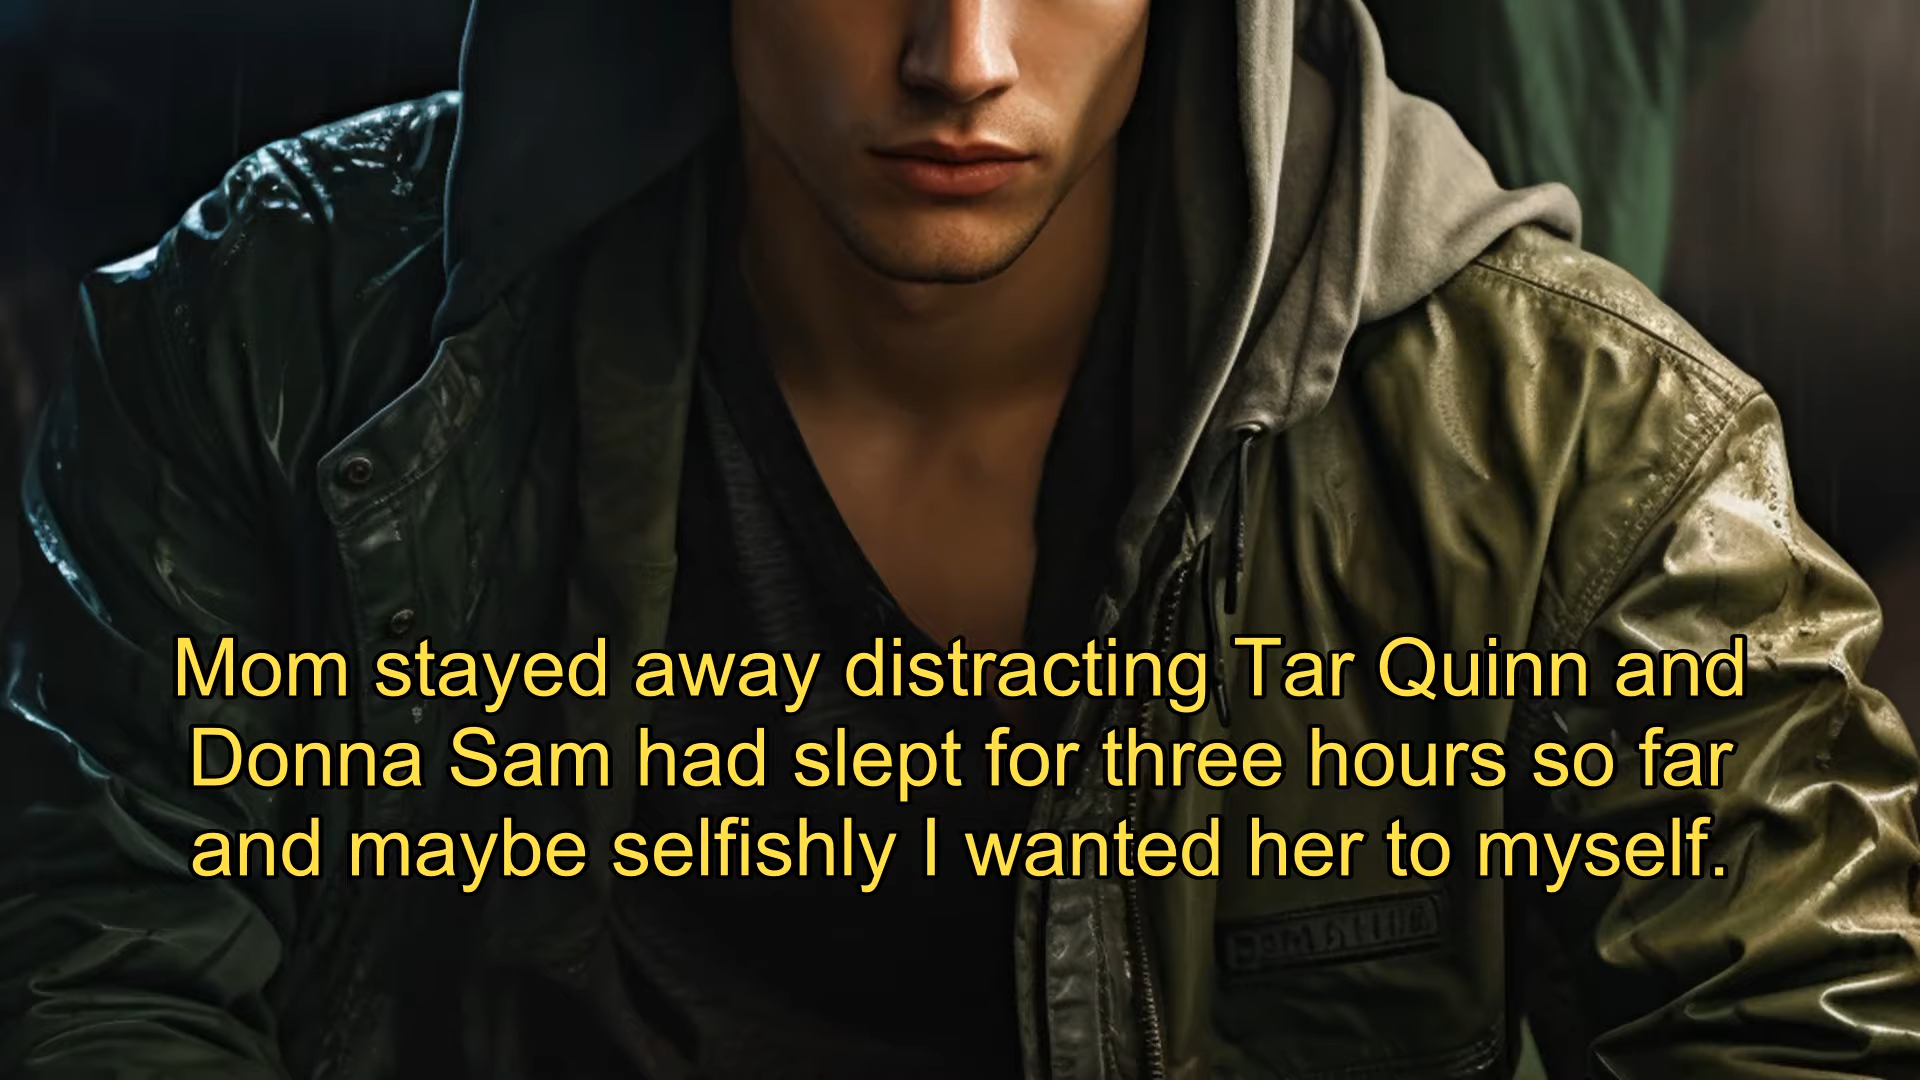 Mom stayed away distracting Tar Quinn and
Donna Sam had slept for three hours so far
and maybe selfishly I wanted her to myself.